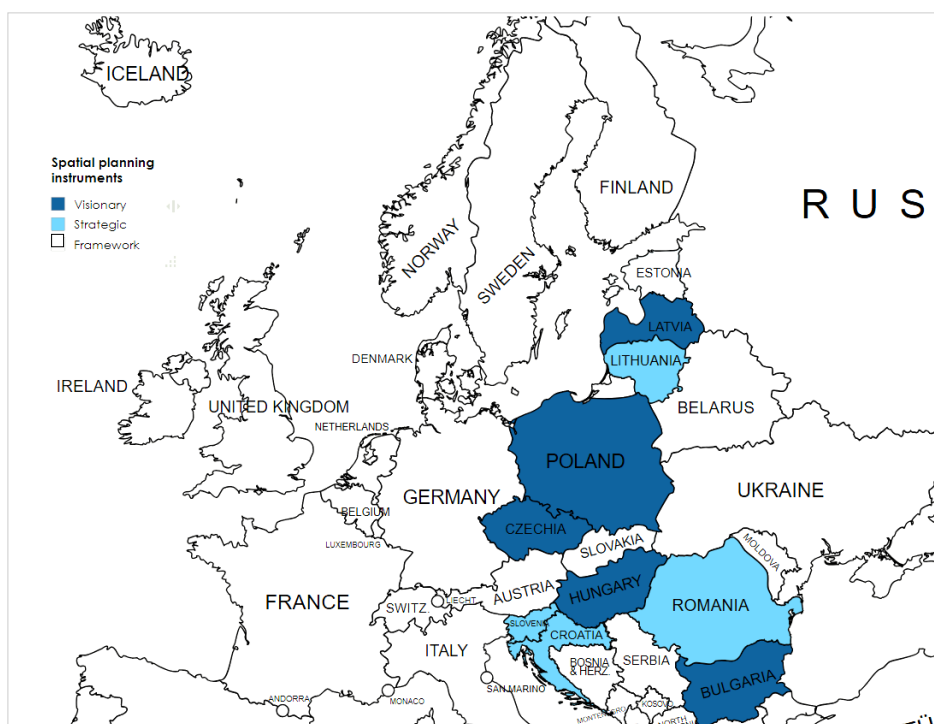 ICELAND
Spatial planning
instruments
Visionary
Strategic
Framework
FINLAND
R U S
NORWAY
SWEDEN
ESTONIA
LATVIA
DENMARK
LITHUANIA
IRELAND
UNITED KINGDOM
BELARUS
NETHERLANDS
POLAND
GERMANY
UKRAINE
BELGIUM
CZECHIA
LUXEMBOURG
SLOVAKIA
MOLDOVA
AUSTRIA
HUNGARY
FRANCE
SWITZ.
LIECHT.
ROMANIA
SLOVENIA
CROATIA
ITALY
BOSNIA
& HERZ.
SERBIA
BULGARIA
SAN MARINO
ANDORRA
MONACO
KOSOVO
MONTENEGRO
NORTH